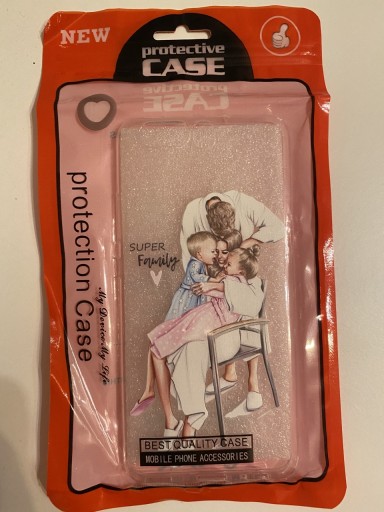 NEW
protective
CASE
protection Case
My Device My Life
SUPER
Family
BEST QUALITY CASE
MOBILE PHONE ACCESSORIES